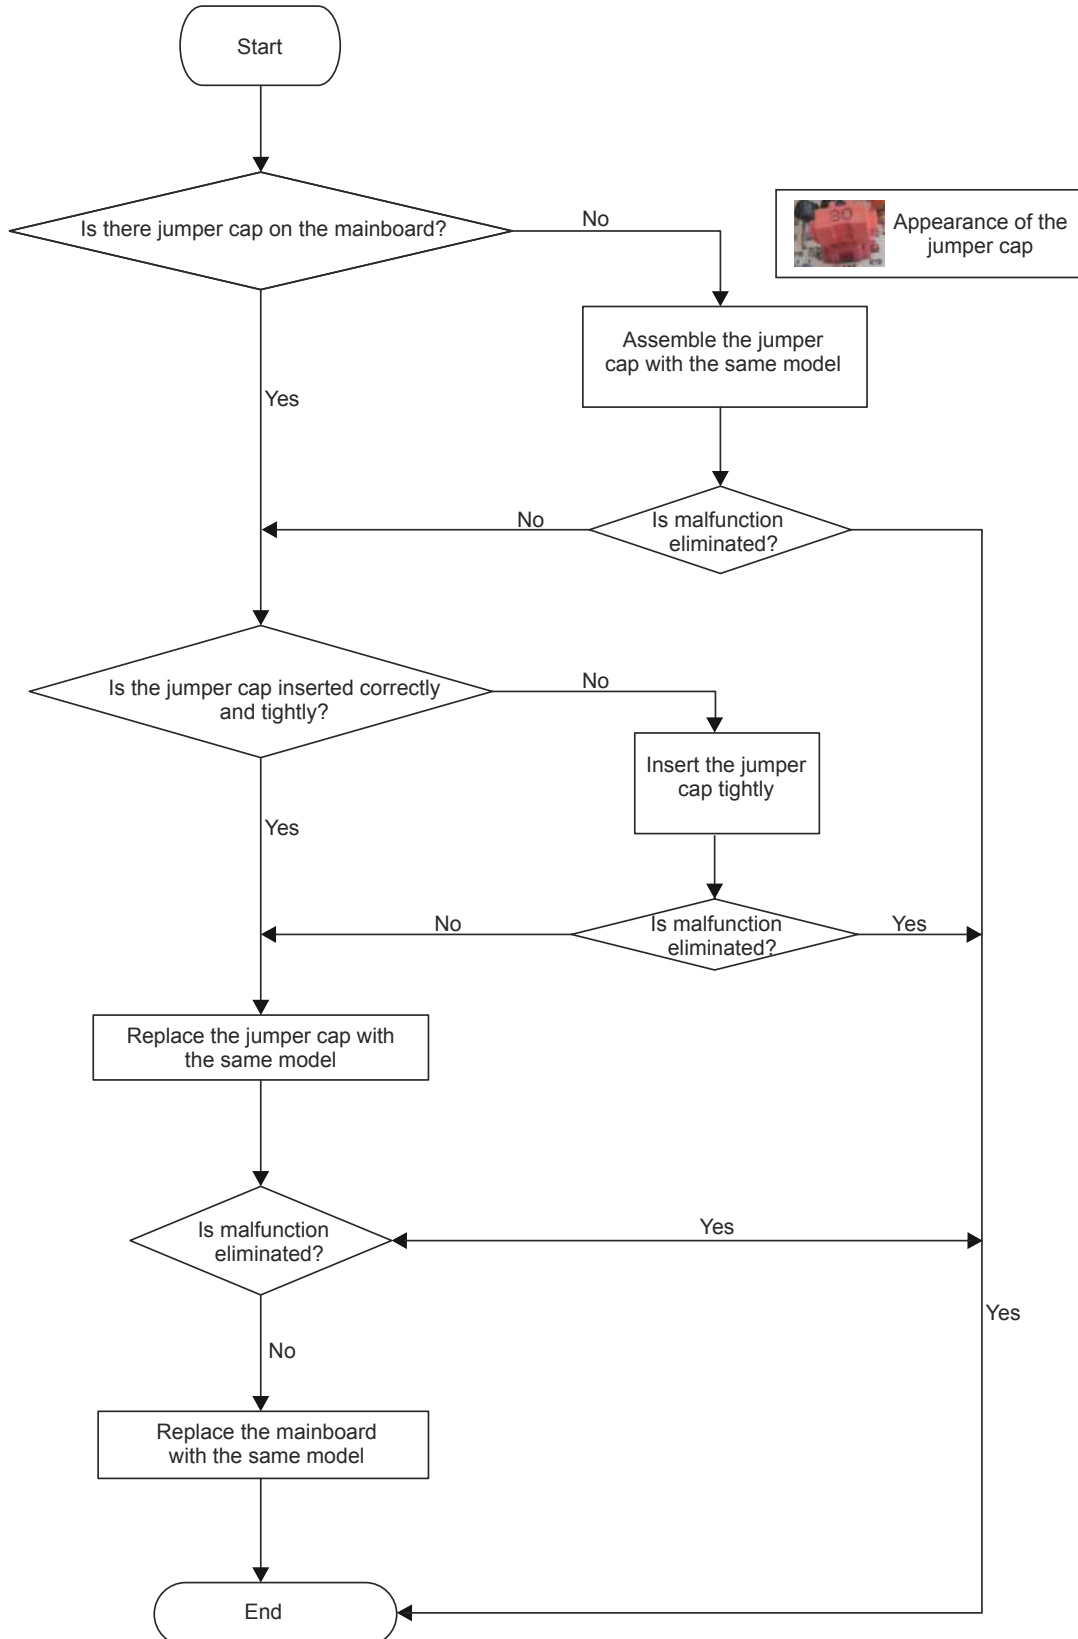 Start
Is there jumper cap on the mainboard?
No
30
Appearance of the
jumper cap
Assemble the jumper
cap with the same model
Yes
No
Is malfunction
eliminated?
Is the jumper cap inserted correctly
and tightly?
No
Insert the jumper
cap tightly
Yes
No
Is malfunction
eliminated?
Yes
Replace the jumper cap with
the same model
Is malfunction
eliminated?
Yes
Yes
No
Replace the mainboard
with the same model
End